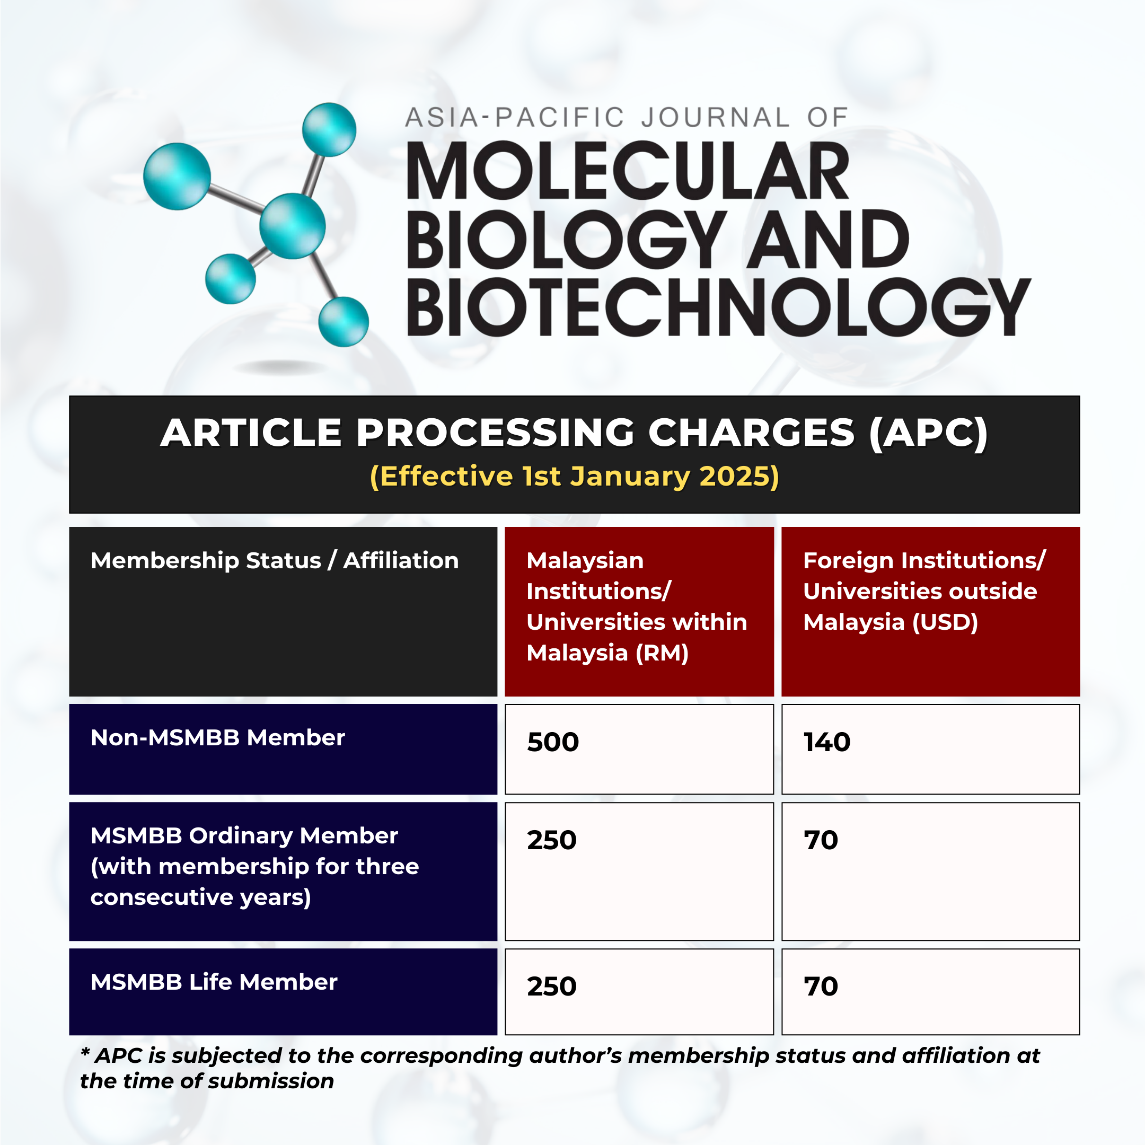 ASIA-PACIFIC JOURNAL OF
MOLECULAR
BIOLOGY AND
BIOTECHNOLOGY
ARTICLE PROCESSING CHARGES (APC)
(Effective 1st January 2025)
Membership Status / Affiliation
Malaysian
Institutions/
Universities within
Malaysia (RM)
Foreign Institutions/
Universities outside
Malaysia (USD)
Non-MSMBB Member
500
140
MSMBB Ordinary Member
(with membership for three
consecutive years)
250
70
MSMBB Life Member
250
70
* APC is subjected to the corresponding author’s membership status and affiliation at
the time of submission